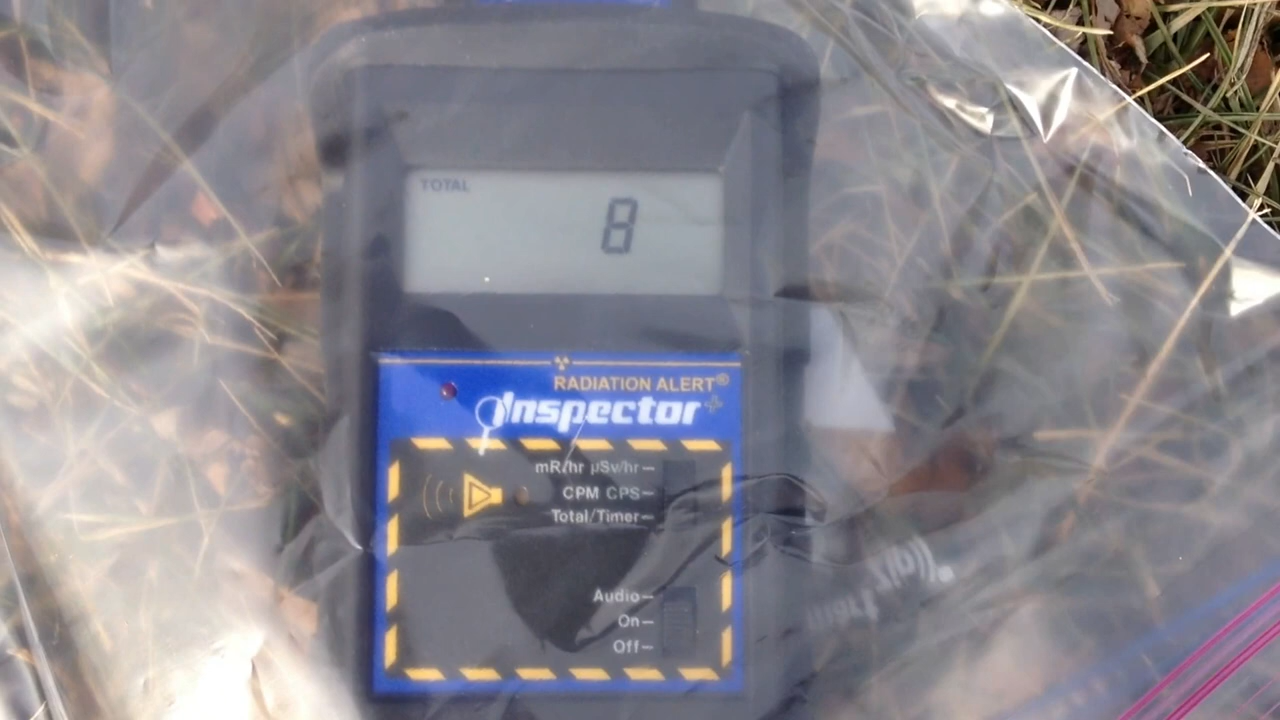 TOTAL
8
RADIATION ALERT®
Inspector+
mR/hr µSv/hr
CPM CPS
Total/Timer
Audio
On
Off